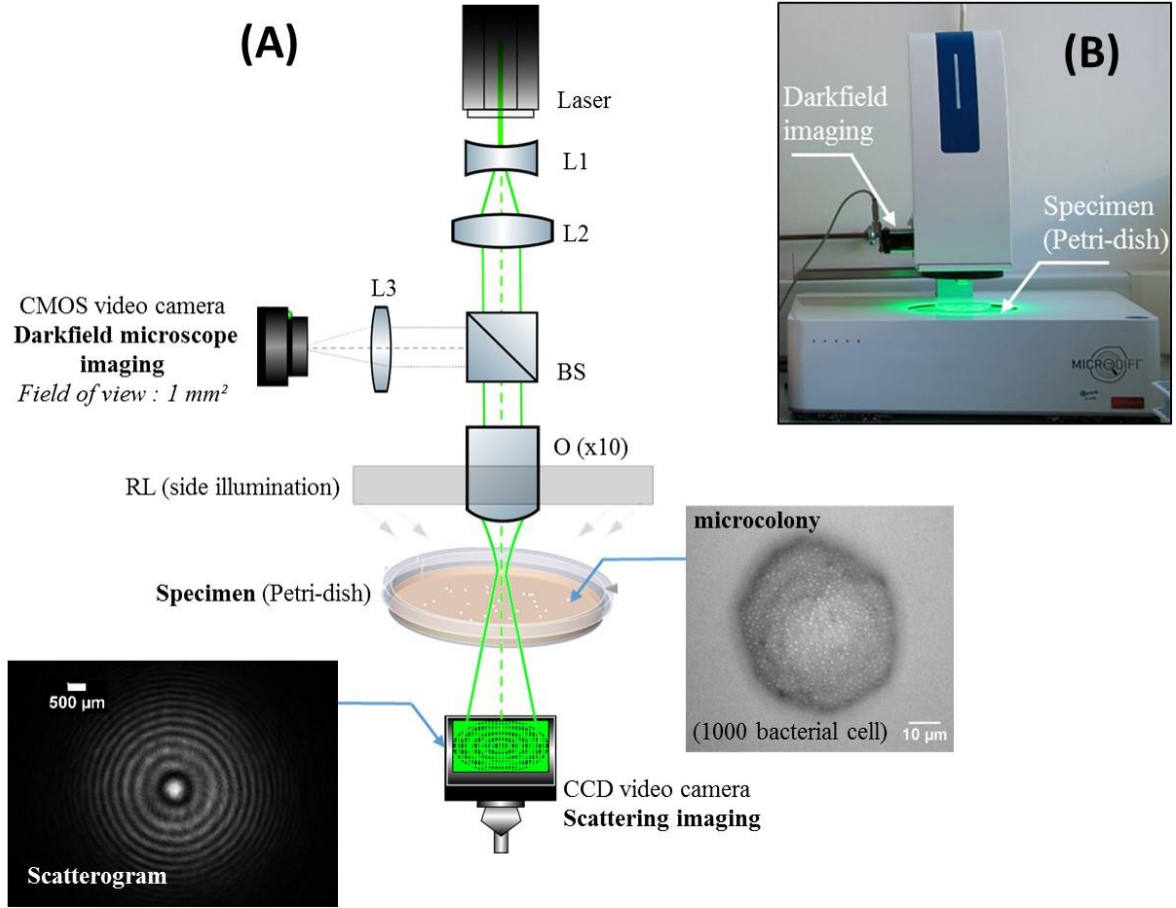 (A)
Laser
L1
L2
L3
CMOS video camera
Darkfield microscope
imaging
Field of view : 1 mm²
BS
O (x10)
RL (side illumination)
Specimen (Petri-dish)
microcolony
(1000 bacterial cell)
10 µm
500 µm
Scatterogram
CCD video camera
Scattering imaging
(B)
Darkfield
imaging
Specimen
(Petri-dish)